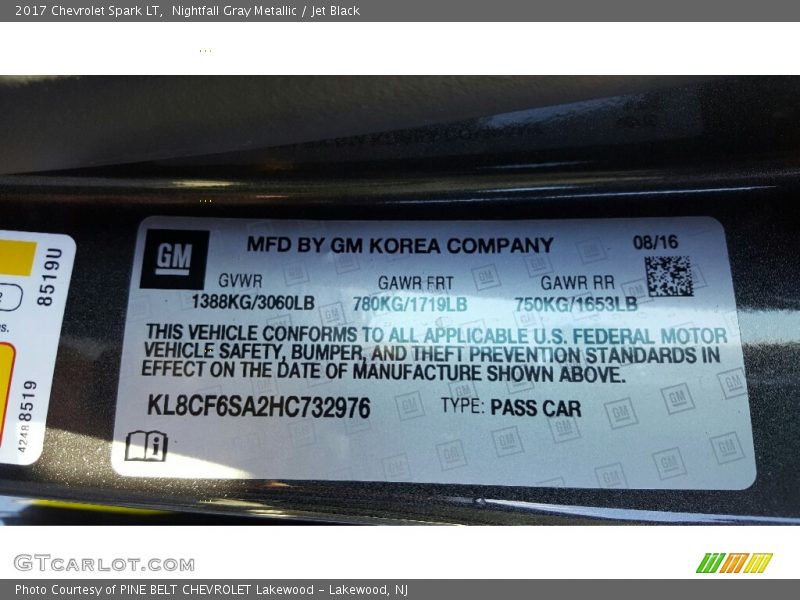 2017 Chevrolet Spark LT, Nightfall Gray Metallic / Jet Black
GM
MFD BY GM KOREA COMPANY
08/16
GVWR GAWR FRT GAWR RR
1388KG/3060LB 780KG/1719LB 750KG/1653LB
THIS VEHICLE CONFORMS TO ALL APPLICABLE U.S. FEDERAL MOTOR
VEHICLE SAFETY, BUMPER, AND THEFT PREVENTION STANDARDS IN
EFFECT ON THE DATE OF MANUFACTURE SHOWN ABOVE.
KL8CF6SA2HC732976 TYPE: PASS CAR
8519U
42488519
GTCARLOT.COM
Photo Courtesy of PINE BELT CHEVROLET Lakewood - Lakewood, NJ